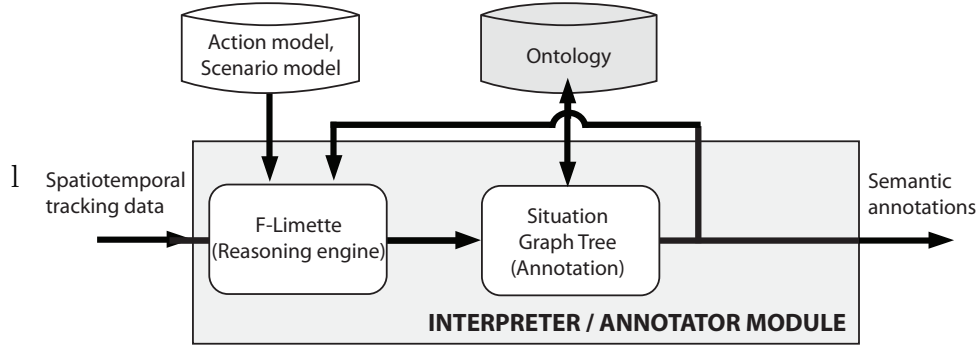 Action model,
Scenario model
Ontology
l
Spatiotemporal
tracking data
F-Limette
(Reasoning engine)
Situation
Graph Tree
(Annotation)
Semantic
annotations
INTERPRETER / ANNOTATOR MODULE